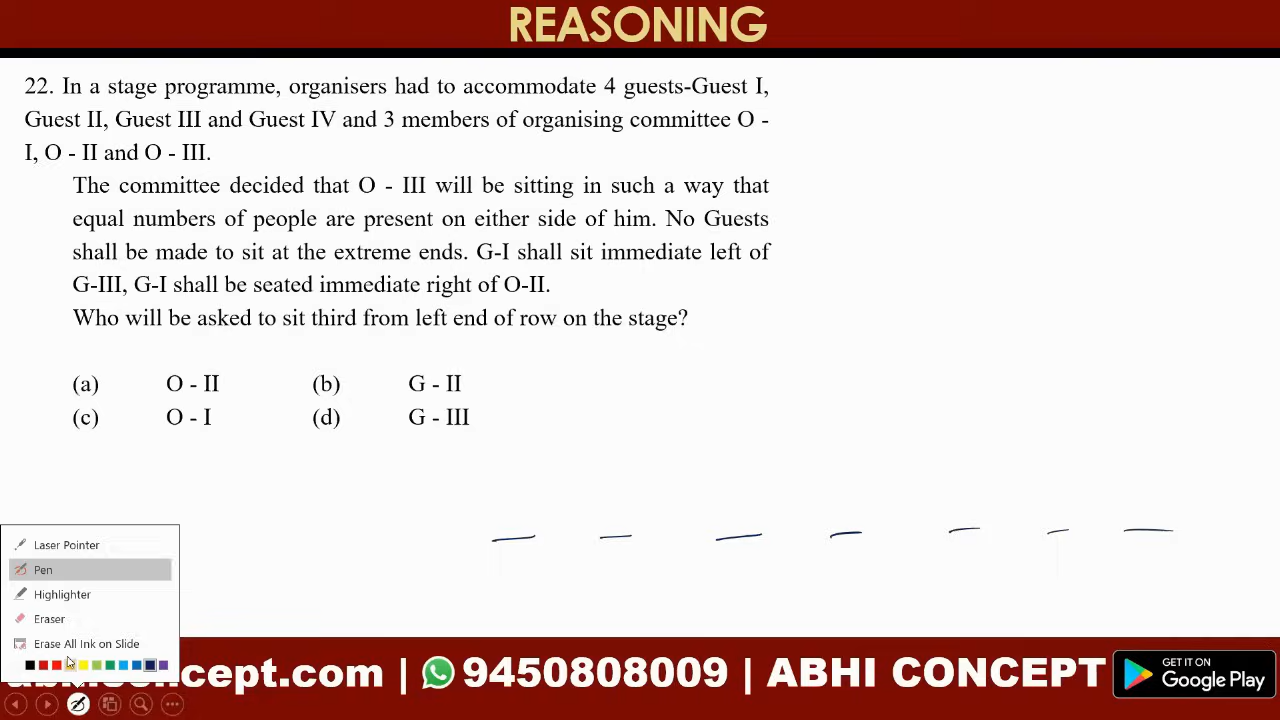 REASONING
22. In a stage programme, organisers had to accommodate 4 guests-Guest I,
Guest II, Guest III and Guest IV and 3 members of organising committee O -
I, O - II and O - III.
The committee decided that O - III will be sitting in such a way that
equal numbers of people are present on either side of him. No Guests
shall be made to sit at the extreme ends. G-I shall sit immediate left of
G-III, G-I shall be seated immediate right of O-II.
Who will be asked to sit third from left end of row on the stage?
(a) O - II (b) G - II
(c) O - I (d) G - III
Laser Pointer
Pen
Highlighter
Eraser
Erase All Ink on Slide
cept.com | 9450808009 | ABHI CONCEPT
GET IT ON
Google Play